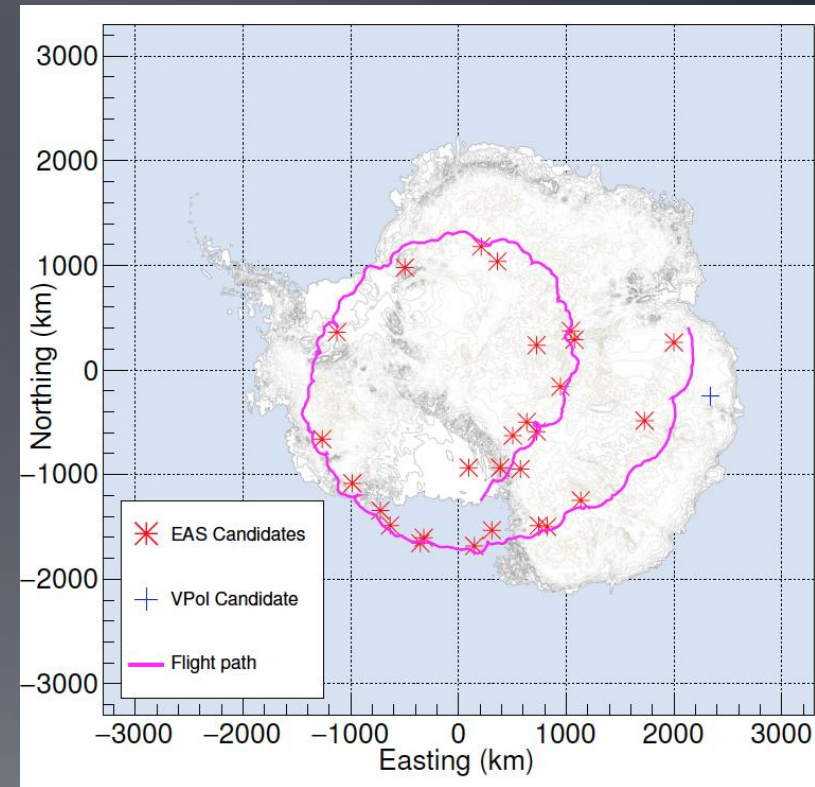 3000
2000
1000
0
−1000
−2000
−3000
Northing (km)
EAS Candidates
VPol Candidate
Flight path
−3000 −2000 −1000 0 1000 2000 3000
Easting (km)